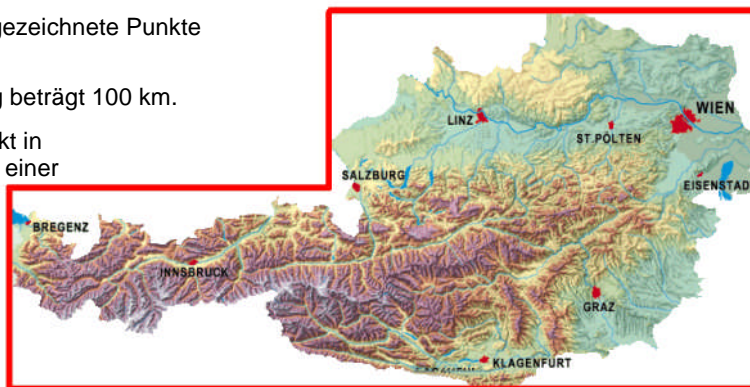 gezeichnete Punkte
g beträgt 100 km.
kt in
einer
WIEN
LINZ
ST.PÖLTEN
SALZBURG
EISENSTAD
BREGENZ
INNSBRUCK
GRAZ
KLAGENFURT